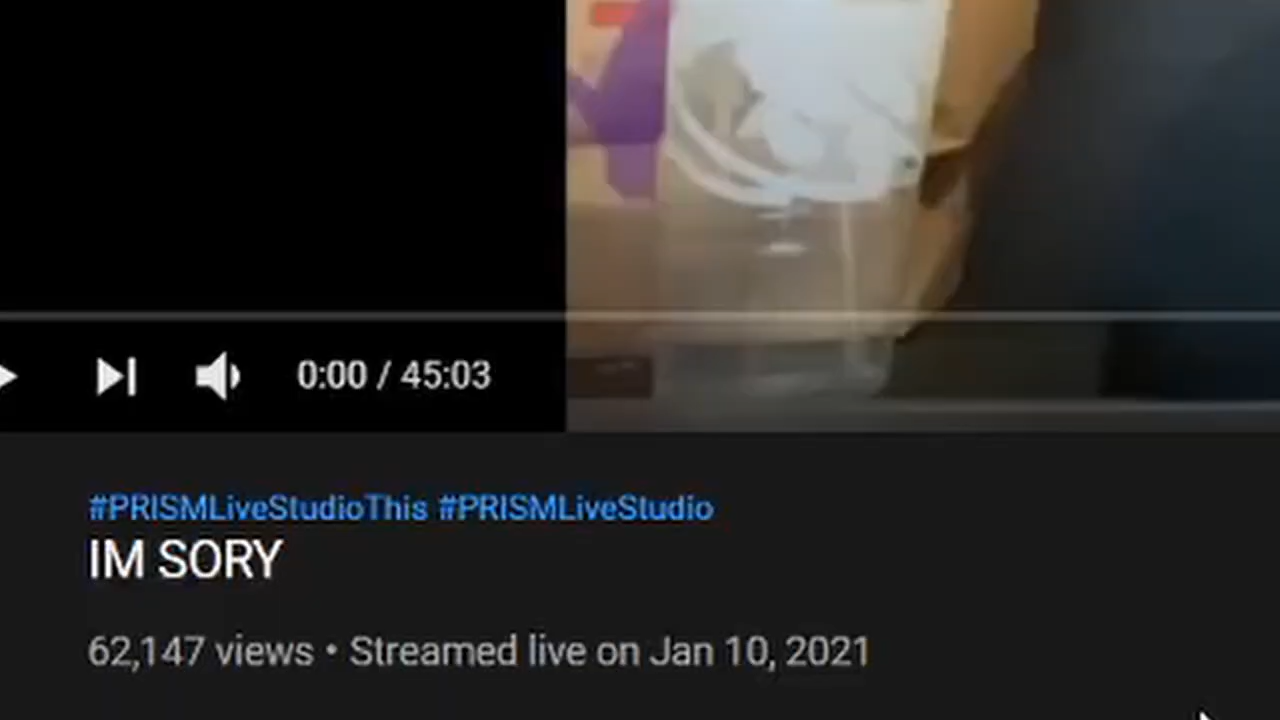 0:00 / 45:03
#PRISMLiveStudioThis #PRISMLiveStudio
IM SORY
62,147 views • Streamed live on Jan 10, 2021